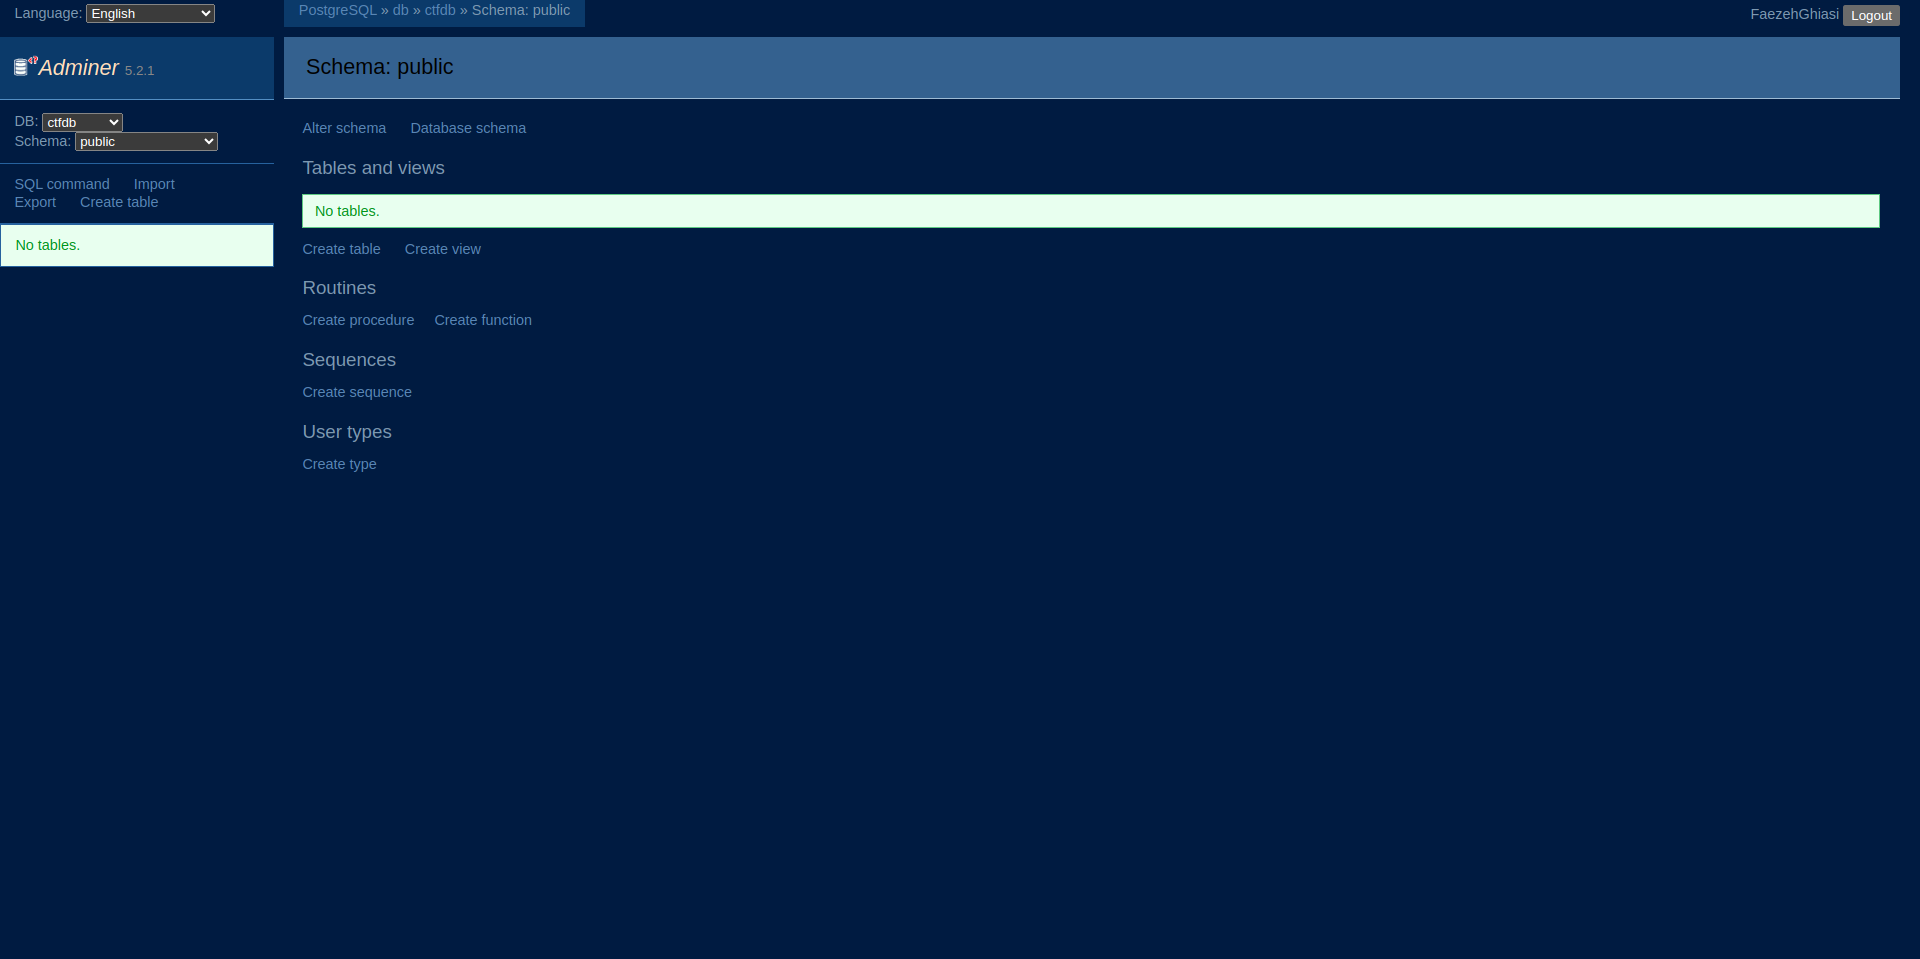 Language: English
PostgreSQL » db » ctfdb » Schema: public
FaezehGhiasi Logout
Adminer 5.2.1
Schema: public
DB: ctfdb
Schema: public
SQL command Import
Export Create table
No tables.
Alter schema Database schema
Tables and views
No tables.
Create table Create view
Routines
Create procedure Create function
Sequences
Create sequence
User types
Create type